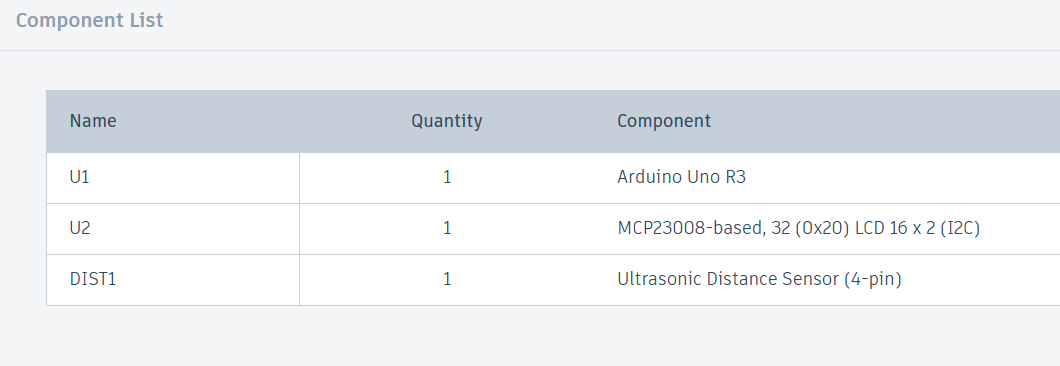 Component List
Name Quantity Component
U1 1 Arduino Uno R3
U2 1 MCP23008-based, 32 (0x20) LCD 16 x 2 (I2C)
DIST1 1 Ultrasonic Distance Sensor (4-pin)